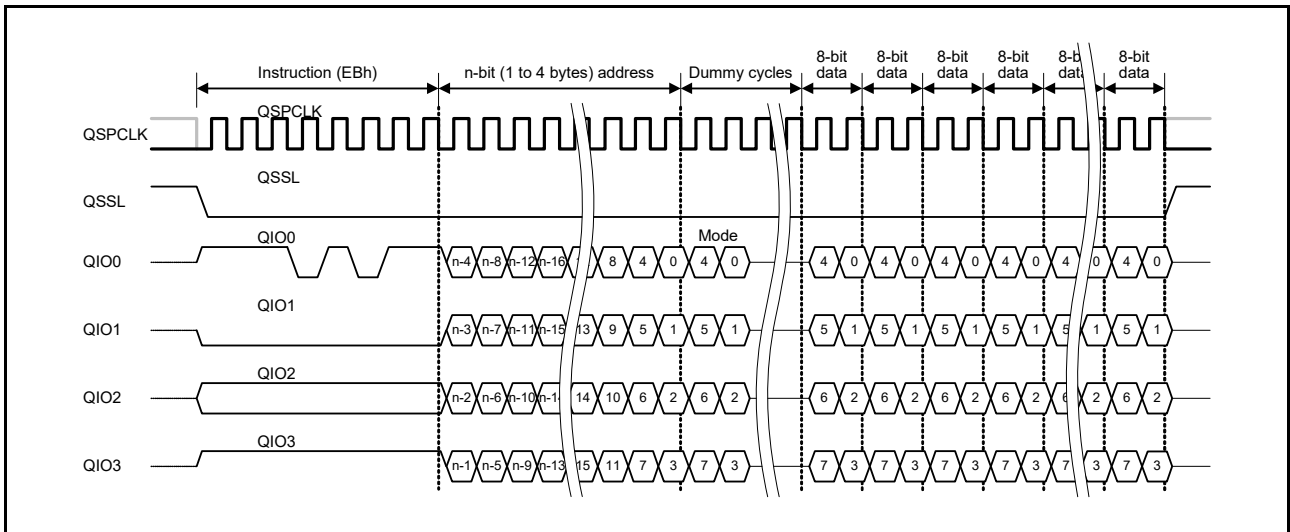 Instruction (EBh) n-bit (1 to 4 bytes) address Dummy cycles 8-bit data 8-bit data 8-bit data 8-bit data 8-bit data 8-bit data
QSPCLK
QSPCLK
QSSL
QSSL
QIO0 Mode
QIO0 n-4 n-8 n-12 n-16 8 4 0 4 0 4 0 4 0 4 0 4 0 4 0 4 0
QIO1
QIO1 n-3 n-7 n-11 n-15 13 9 5 1 5 1 5 1 5 1 5 1 5 1 5 1 5 1
QIO2
QIO2 n-2 n-6 n-10 14 10 6 2 6 2 6 2 6 2 6 2 6 2 6 2 6 2
QIO3
QIO3 n-1 n-5 n-9 n-13 15 11 7 3 7 3 7 3 7 3 7 3 7 3 7 3 7 3